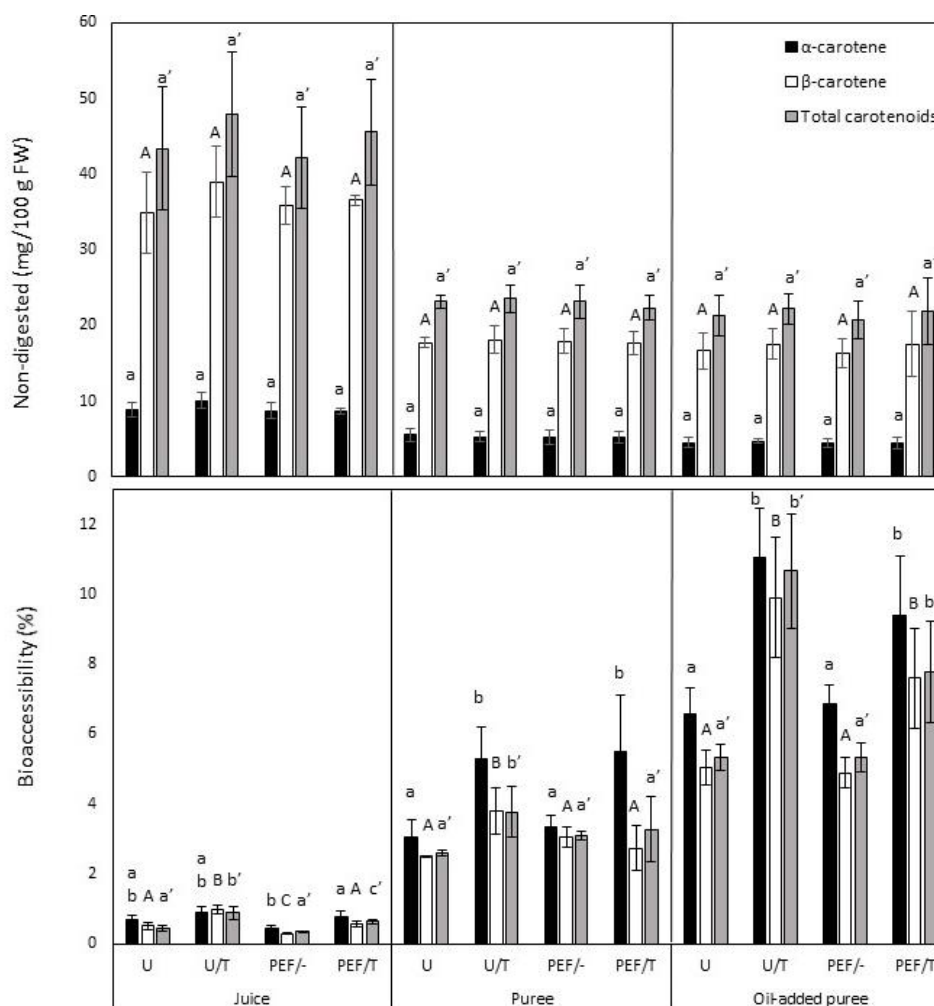 Non-digested (mg/100 g FW)
60
50
40
30
20
10
0
α-carotene
β-carotene
Total carotenoids
a A a’
a A a’
a A a’
a A a’
a A a’
a A a’
a A a’
a A a’
a A a’
a A a’
a A a’
a A a’
Bioaccessibility (%)
12
10
8
6
4
2
0
a
b A a’
a
b B b’
b C a’
a A c’
a A a’
b B b’
a A a’
b A a’
a A a’
b B b’
a A a’
b B b
U U/T PEF/- PEF/T U U/T PEF/- PEF/T U U/T PEF/- PEF/T
Juice Puree Oil-added puree